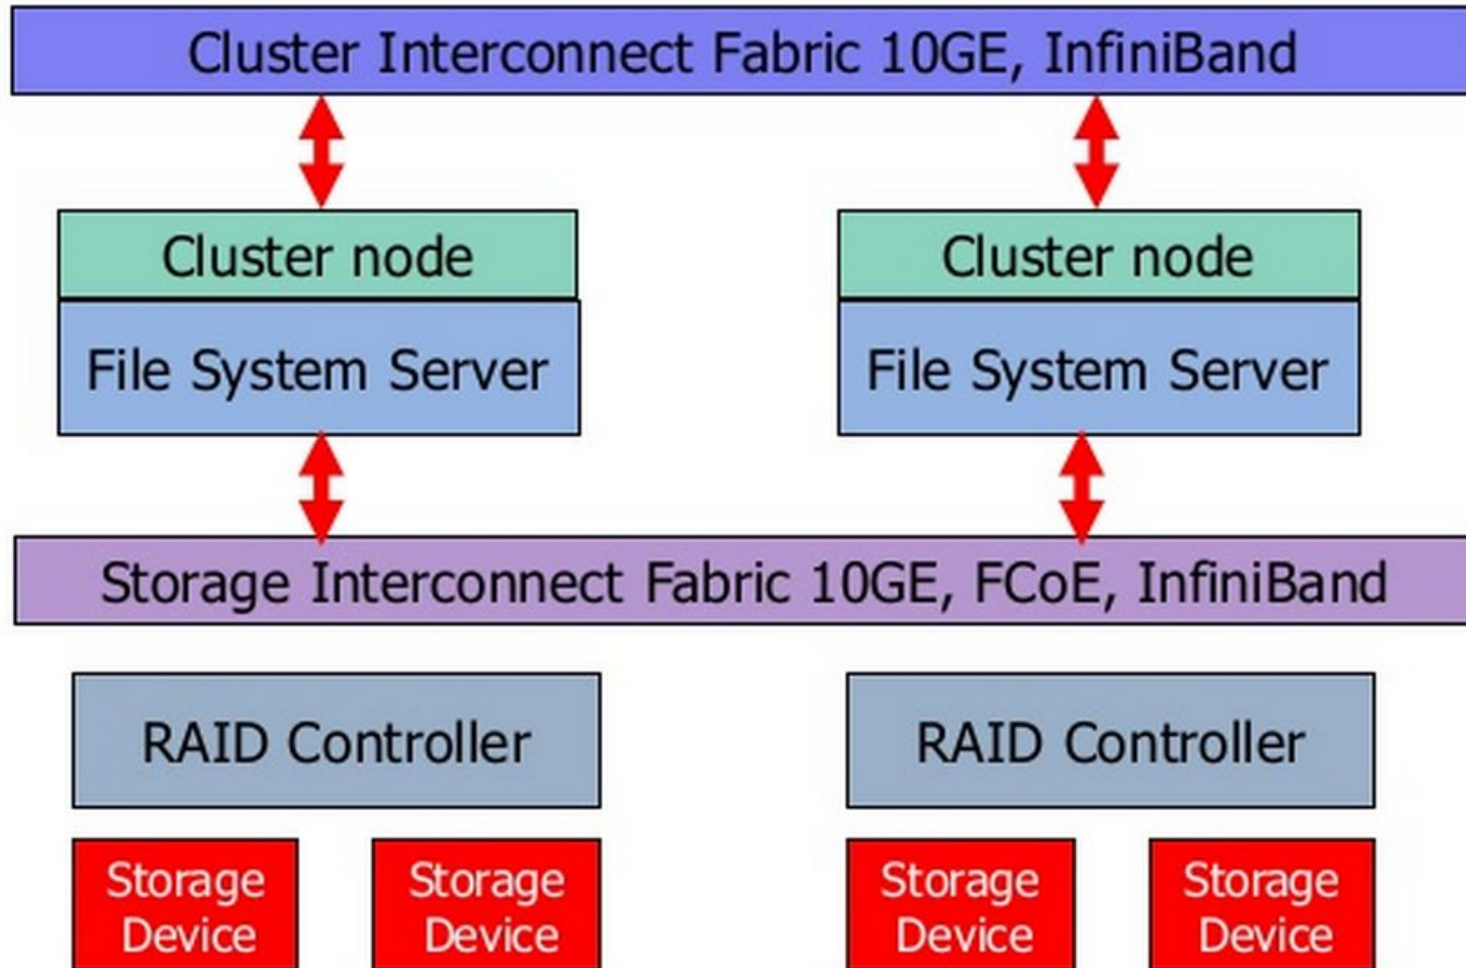 Cluster Interconnect Fabric 10GE, InfiniBand
Cluster node
Cluster node
File System Server
File System Server
Storage Interconnect Fabric 10GE, FCoE, InfiniBand
RAID Controller
RAID Controller
Storage
Device
Storage
Device
Storage
Device
Storage
Device